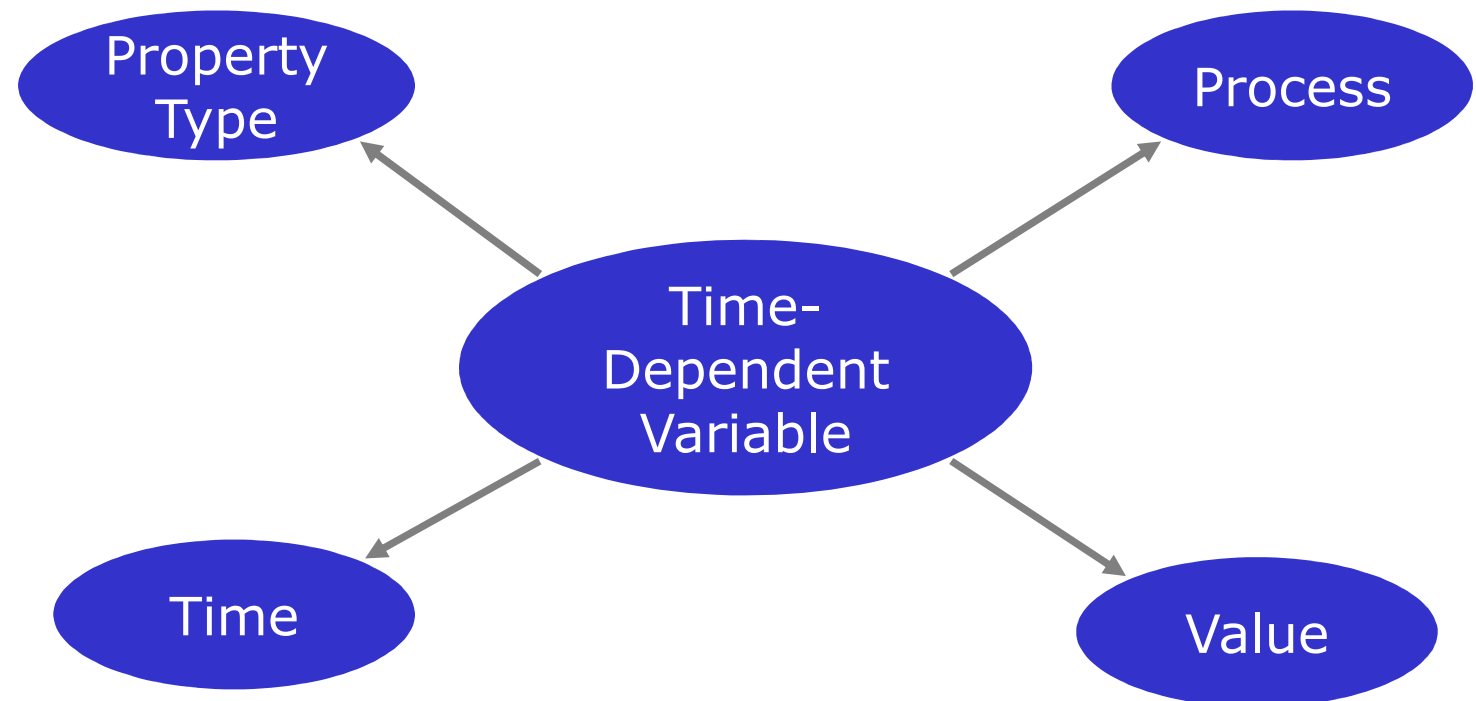 Property
Type
Process
Time-
Dependent
Variable
Time
Value